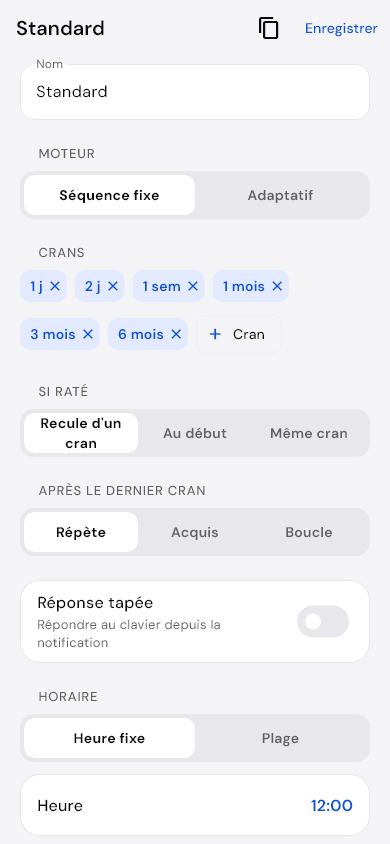 Standard
Enregistrer
Nom
Standard
MOTEUR
Séquence fixe
Adaptatif
CRANS
1 j ×
2 j ×
1 sem ×
1 mois ×
3 mois ×
6 mois ×
+ Cran
SI RATÉ
Recule d'un
cran
Au début
Même cran
APRÈS LE DERNIER CRAN
Répète
Acquis
Boucle
Réponse tapée
Répondre au clavier depuis la
notification
HORAIRE
Heure fixe
Plage
Heure
12:00